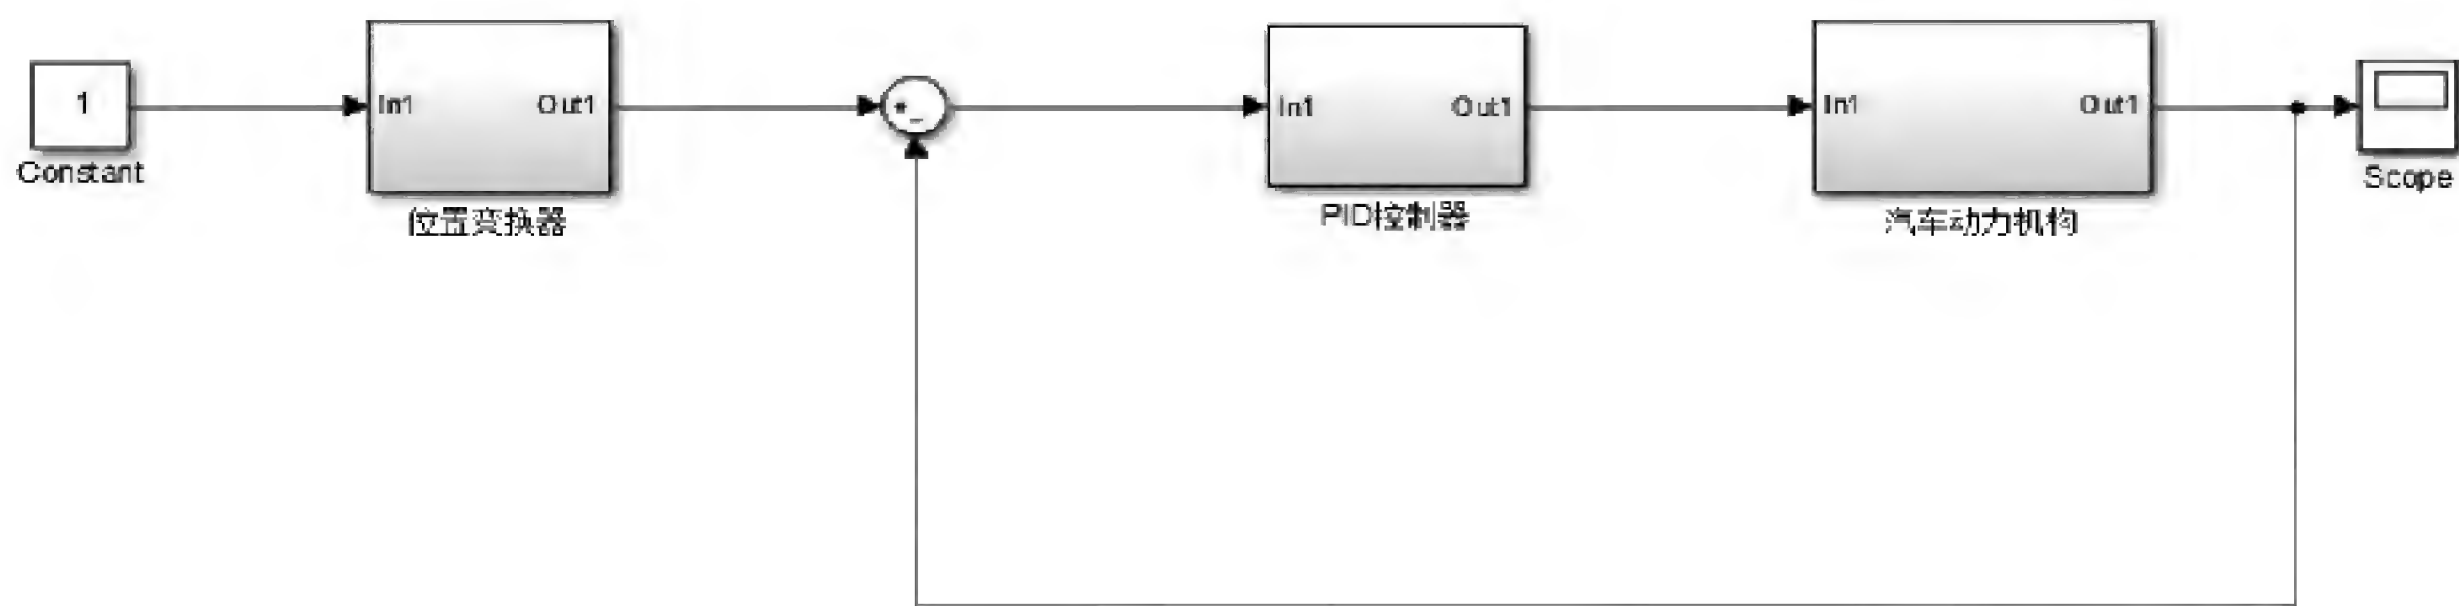 1
Constant
In1
Out1
位置变换器
+
_
In1
Out1
PID控制器
In1
Out1
汽车动力机构
Scope